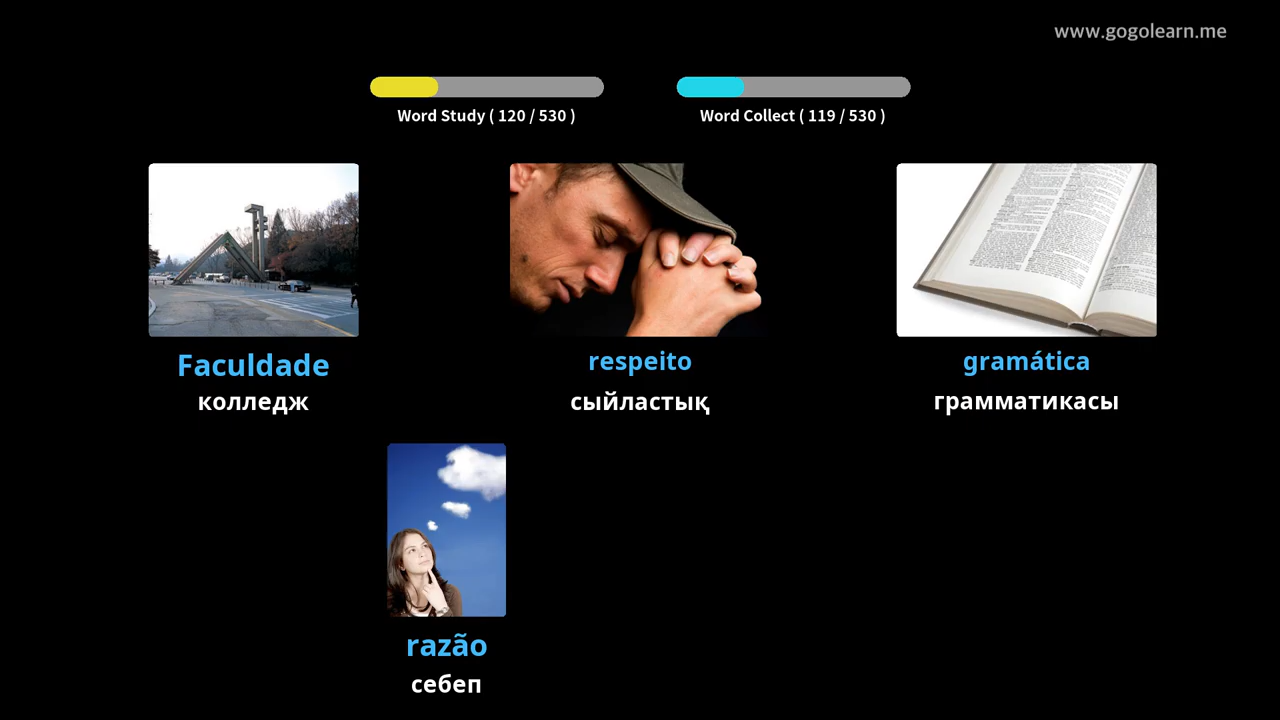 www.gogolearn.me
Word Study ( 120 / 530 )
Word Collect ( 119 / 530 )
Faculdade
колледж
respeito
сыйластық
gramática
грамматикасы
razão
себеп